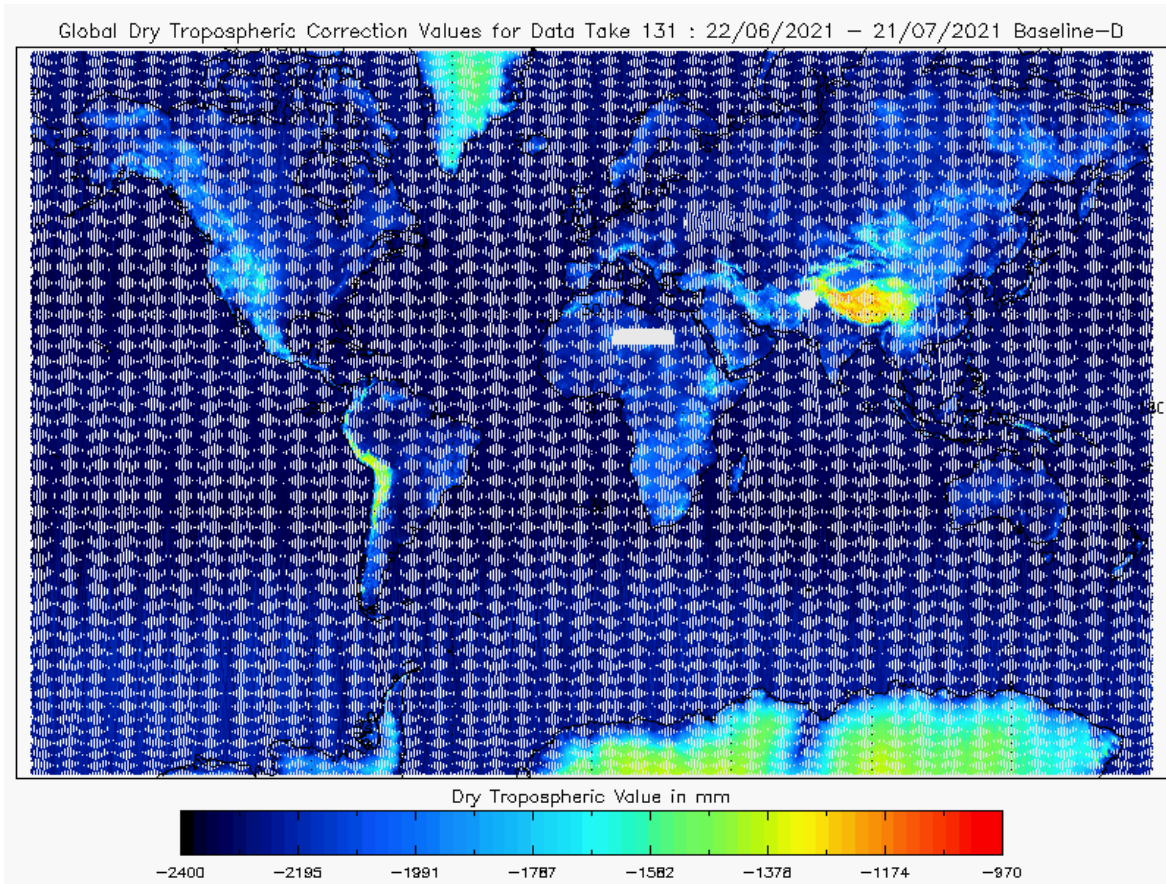 Global Dry Tropospheric Correction Values for Data Take 131 : 22/06/2021 – 21/07/2021 Baseline–D
Dry Tropospheric Value in mm
−2400 −2195 −1991 −1787 −1582 −1378 −1174 −970